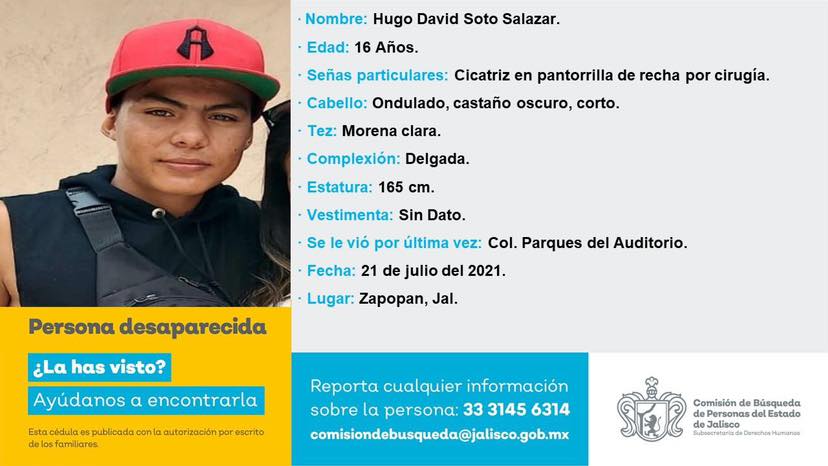 · Nombre: Hugo David Soto Salazar.
· Edad: 16 Años.
· Señas particulares: Cicatriz en pantorrilla de recha por cirugía.
· Cabello: Ondulado, castaño oscuro, corto.
· Tez: Morena clara.
· Complexión: Delgada.
· Estatura: 165 cm.
· Vestimenta: Sin Dato.
· Se le vió por última vez: Col. Parques del Auditorio.
· Fecha: 21 de julio del 2021.
· Lugar: Zapopan, Jal.
Persona desaparecida
¿La has visto?
Ayúdanos a encontrarla
Esta cédula es publicada con la autorización por escrito
de los familiares.
Reporta cualquier información
sobre la persona: 33 3145 6314
comisiondebusqueda@jalisco.gob.mx
Comisión de Búsqueda
de Personas del Estado
de Jalisco
Subsecretaría de Derechos Humanos